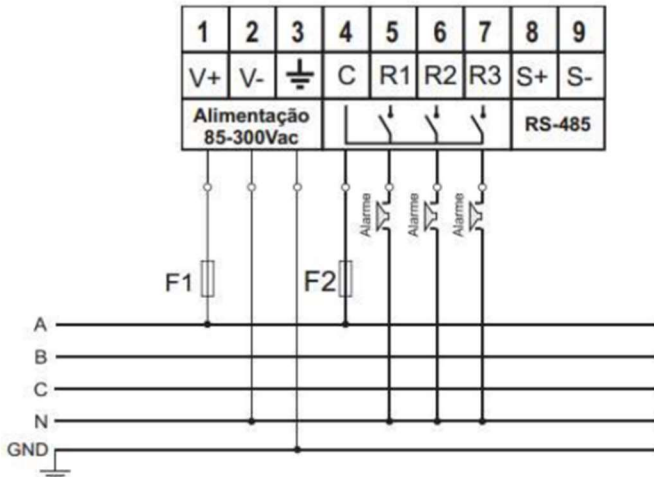 1 2 3 4 5 6 7 8 9
V+ V- C R1 R2 R3 S+ S-
Alimentação
85-300Vac
RS-485
Alarme Alarme Alarme
F1 F2
A
B
C
N
GND